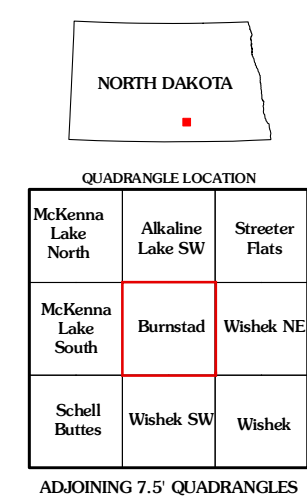 NORTH DAKOTA
QUADRANGLE LOCATION
McKenna
Lake
North
Alkaline
Lake SW
Streeter
Flats
McKenna
Lake
South
Burnstad
Wishek NE
Schell
Buttes
Wishek SW
Wishek
ADJOINING 7.5' QUADRANGLES